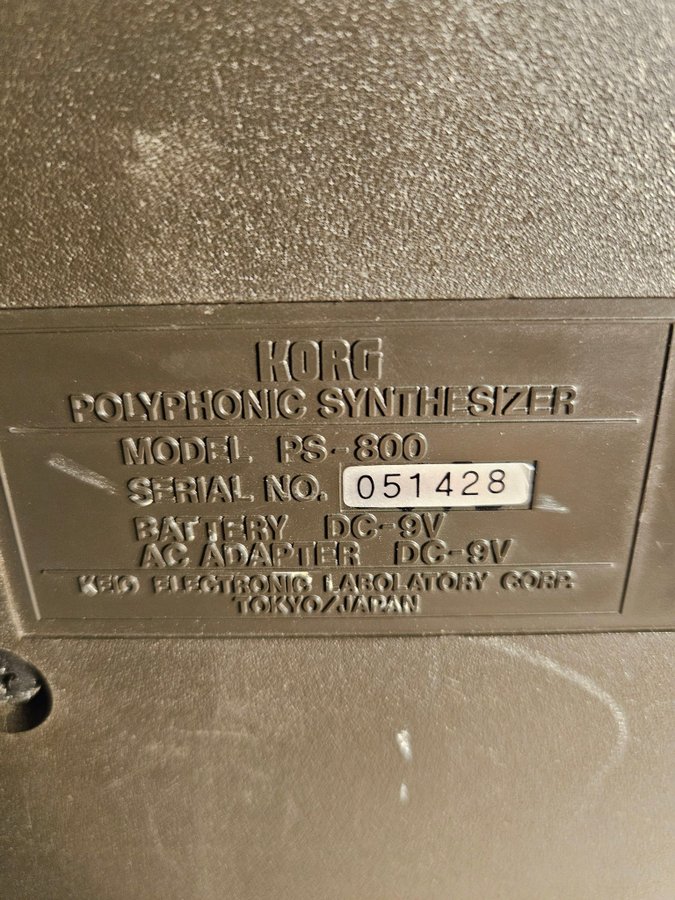 KORG
POLYPHONIC SYNTHESIZER
MODEL PS-800
SERIAL NO. 051428
BATTERY DC-9V
AC ADAPTER DC-9V
KEIO ELECTRONIC LABOLATORY CORP.
TOKYO/JAPAN